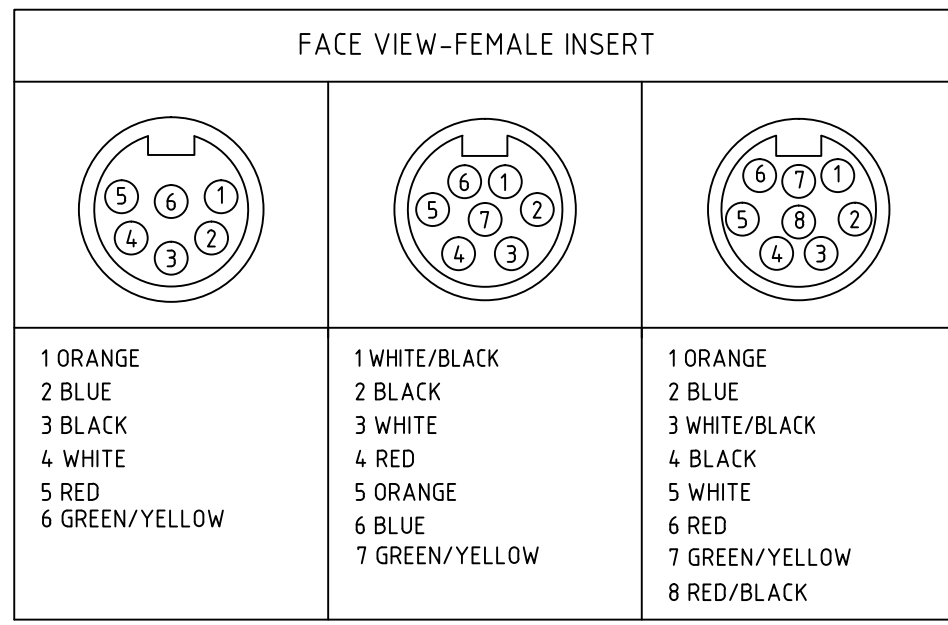 FACE VIEW-FEMALE INSERT
5 6 1
4 2
3
6 1
5 7 2
4 3
6 7 1
5 8 2
4 3
1 ORANGE
2 BLUE
3 BLACK
4 WHITE
5 RED
6 GREEN/YELLOW
1 WHITE/BLACK
2 BLACK
3 WHITE
4 RED
5 ORANGE
6 BLUE
7 GREEN/YELLOW
1 ORANGE
2 BLUE
3 WHITE/BLACK
4 BLACK
5 WHITE
6 RED
7 GREEN/YELLOW
8 RED/BLACK